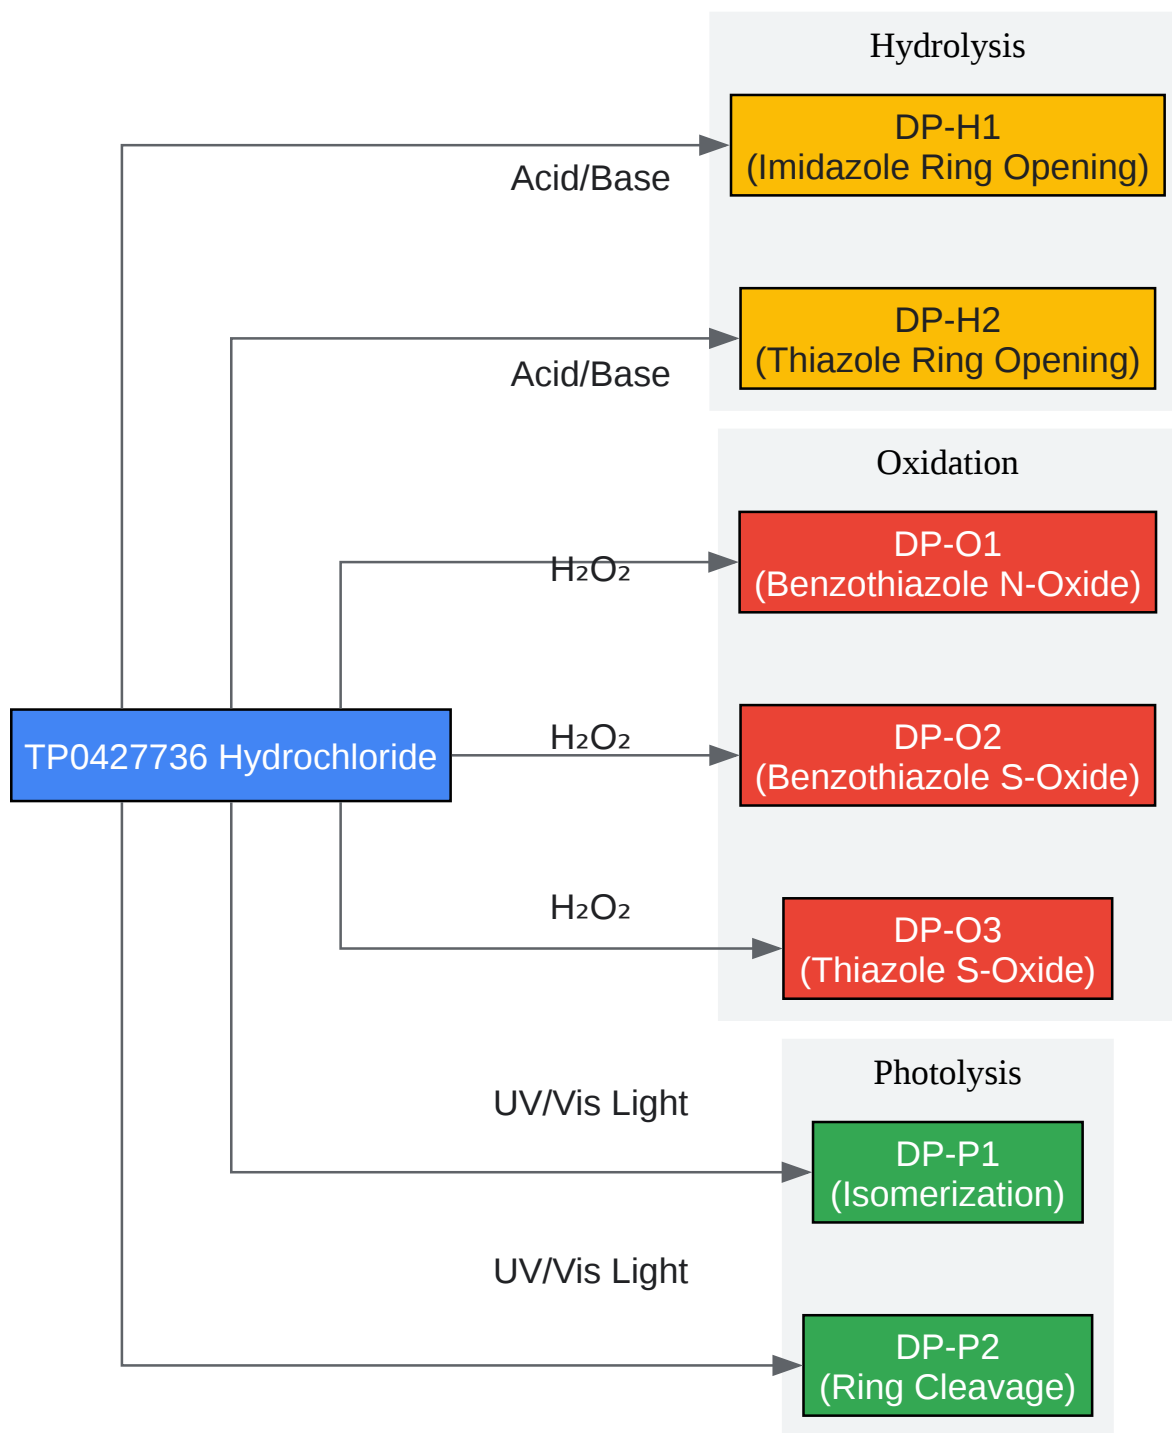 Hydrolysis
DP-H1
(Imidazole Ring Opening)
Acid/Base
DP-H2
(Thiazole Ring Opening)
Acid/Base
Oxidation
DP-O1
(Benzothiazole N-Oxide)
H₂O₂
TP0427736 Hydrochloride
H₂O₂
DP-O2
(Benzothiazole S-Oxide)
H₂O₂
DP-O3
(Thiazole S-Oxide)
Photolysis
UV/Vis Light
DP-P1
(Isomerization)
UV/Vis Light
DP-P2
(Ring Cleavage)